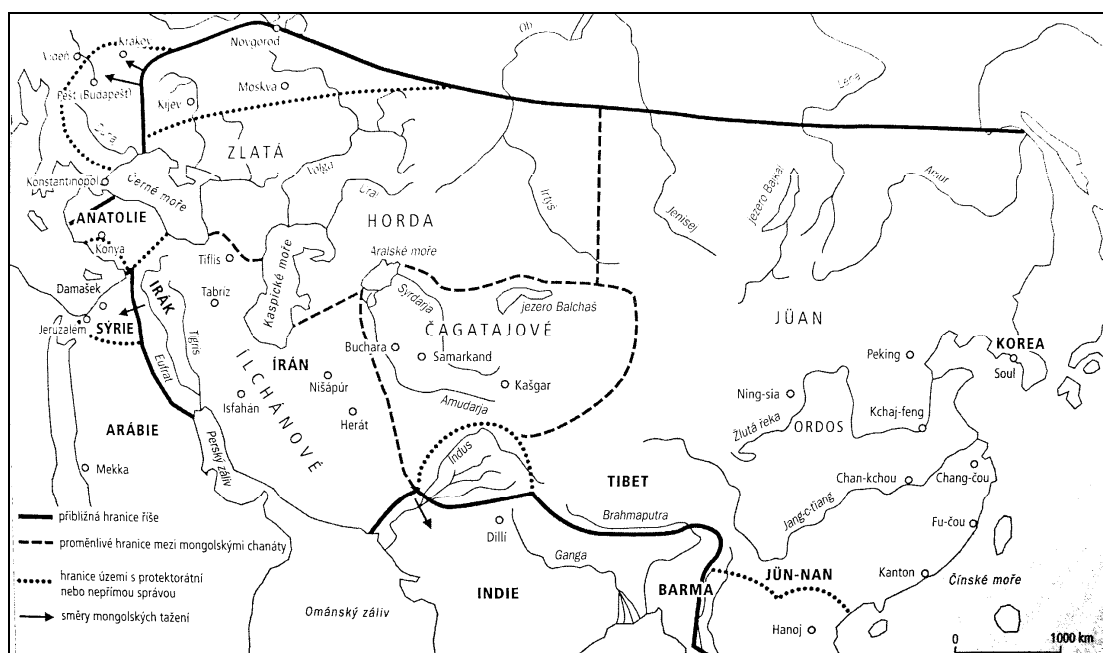 Novgorod
Ob
Krakov
Lena
Vídeň
Pešť (Budapešť)
Moskva
Kyjev
ZLATÁ
Volga
Amur
jezero Bajkal
Konstantinopol
Černé moře
Irtyš
Jenisej
ANATOLIE
HORDA
Konya
Aralské moře
Tiflis
Kaspické moře
Damašek
IRÁK
Tabríz
Syrdarja
jezero Balchaš
JÜAN
ČAGATAJOVÉ
Jeruzalem
SÝRIE
Tigris
Buchara
Samarkand
Peking
KOREA
Soul
Eufrat
ÍRÁN
Nišápúr
Kašgar
ÍLCHÁNOVÉ
Isfahán
Amudarja
Ning-sia
Herát
Žlutá řeka
ORDOS
Kchaj-feng
ARÁBIE
Perský záliv
Indus
Mekka
TIBET
Chan-kchou
Chang-čou
Jang-c'-ťiang
přibližná hranice říše
Brahmaputra
Fu-čou
Dillí
proměnlivé hranice mezi mongolskými chanáty
Ganga
hranice území s protektorátní
nebo nepřímou správou
JÜN-NAN
Kanton
Čínské moře
INDIE
BARMA
směry mongolských tažení
Ománský záliv
Hanoj
0 1000 km